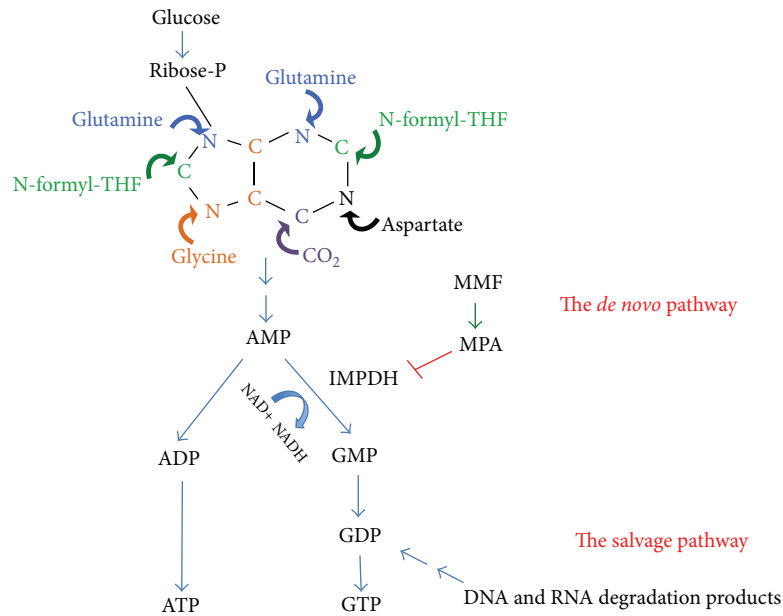 Glucose
Ribose-P
Glutamine
Glutamine
N-formyl-THF
N C N C
N-formyl-THF
C
N C C N
Aspartate
Glycine
CO₂
MMF
The de novo pathway
AMP
MPA
IMPDH
NAD+ NADH
ADP
GMP
GDP
The salvage pathway
DNA and RNA degradation products
ATP
GTP